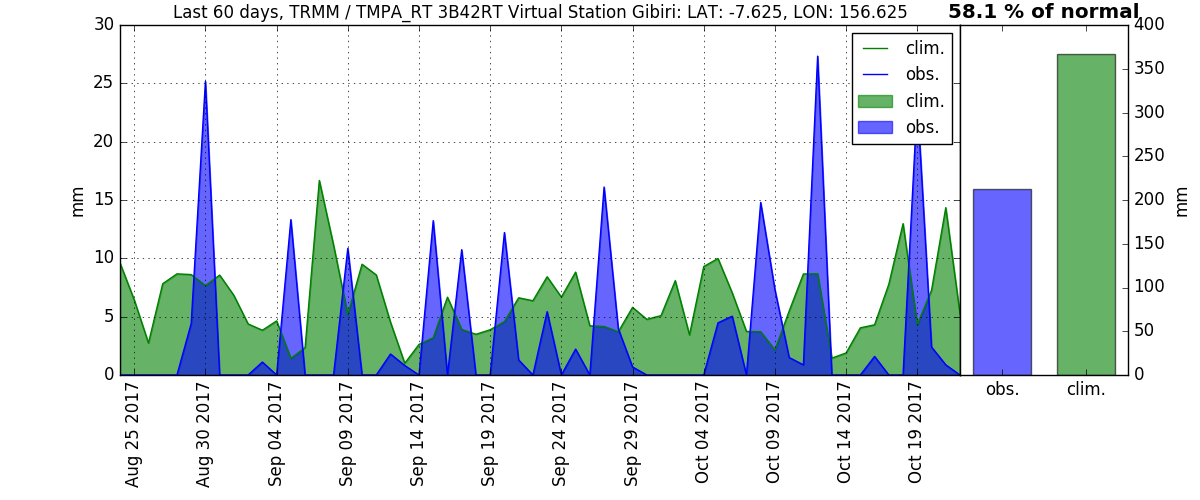 Last 60 days, TRMM / TMPA_RT 3B42RT Virtual Station Gibiri: LAT: -7.625, LON: 156.625
58.1 % of normal
30
25
20
15
10
5
0
mm
clim.
obs.
clim.
obs.
400
350
300
250
200
150
100
50
0
mm
Aug 25 2017
Aug 30 2017
Sep 04 2017
Sep 09 2017
Sep 14 2017
Sep 19 2017
Sep 24 2017
Sep 29 2017
Oct 04 2017
Oct 09 2017
Oct 14 2017
Oct 19 2017
obs.
clim.